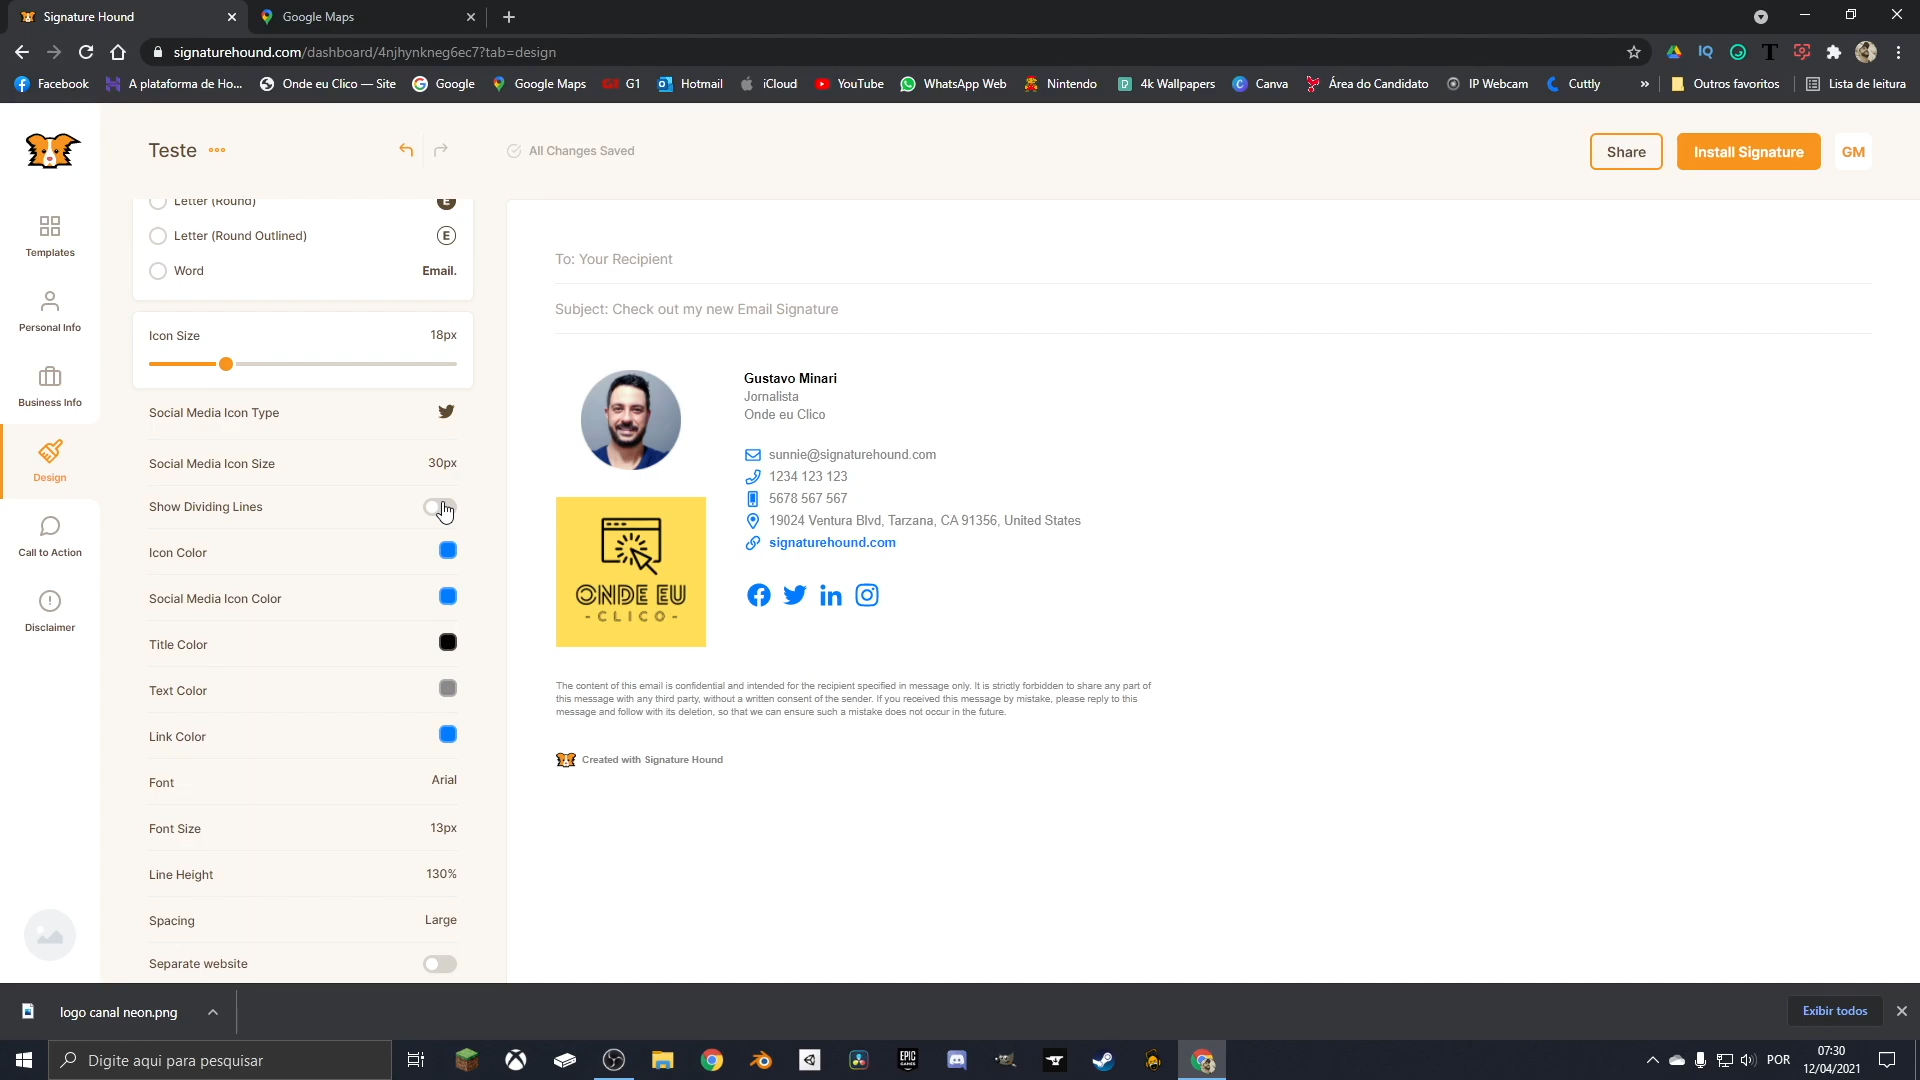 Signature Hound
Google Maps
signaturehound.com/dashboard/4njhynkneg6ec7?tab=design
Facebook
A plataforma de Ho...
Onde eu Clico — Site
Google
Google Maps
G1
Hotmail
iCloud
YouTube
WhatsApp Web
Nintendo
4k Wallpapers
Canva
Área do Candidato
IP Webcam
Cuttly
»
Outros favoritos
Lista de leitura
Teste
All Changes Saved
Share
Install Signature
GM
Templates
Personal Info
Business Info
Design
Call to Action
Disclaimer
Letter (Round)
E
Letter (Round Outlined)
E
Word
Email.
Icon Size
18px
Social Media Icon Type
Social Media Icon Size
30px
Show Dividing Lines
Icon Color
Social Media Icon Color
Title Color
Text Color
Link Color
Font
Arial
Font Size
13px
Line Height
130%
Spacing
Large
Separate website
To: Your Recipient
Subject: Check out my new Email Signature
Gustavo Minari
Jornalista
Onde eu Clico
sunnie@signaturehound.com
1234 123 123
5678 567 567
19024 Ventura Blvd, Tarzana, CA 91356, United States
signaturehound.com
ONDE EU
- CLICO -
The content of this email is confidential and intended for the recipient specified in message only. It is strictly forbidden to share any part of
this message with any third party, without a written consent of the sender. If you received this message by mistake, please reply to this
message and follow with its deletion, so that we can ensure such a mistake does not occur in the future.
Created with Signature Hound
logo canal neon.png
Exibir todos
Digite aqui para pesquisar
EPIC
GAMES
POR
07:30
12/04/2021